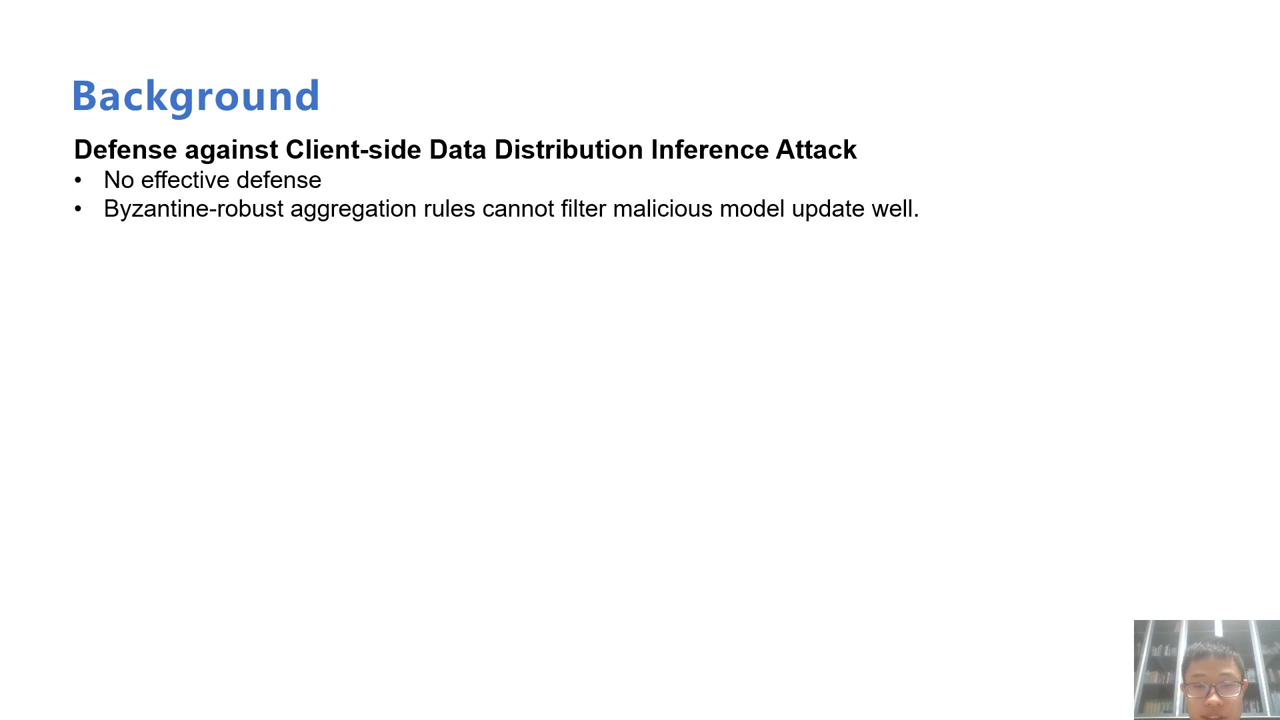 Background
Defense against Client-side Data Distribution Inference Attack
• No effective defense
• Byzantine-robust aggregation rules cannot filter malicious model update well.